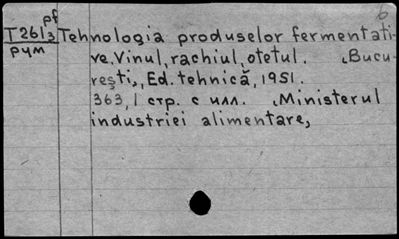 pf б
T2613 Tehnologia produselor fermentati-
рум ve. Vinul, rachiul, oțetul. „Bucu-
rești„, Ed. tehnică, 1951.
363,1 стр. с илл. „Ministerul
industriei alimentare„